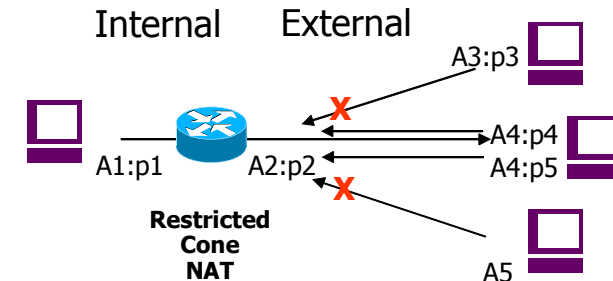 Internal External
A3:p3
X
A4:p4
A1:p1 A2:p2 A4:p5
X
Restricted
Cone
NAT
A5